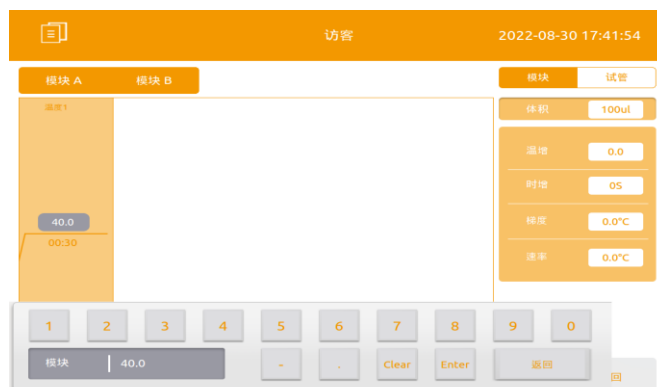 访客
2022-08-30 17:41:54
模块 A
模块 B
模块
试管
温度1
体积
100ul
温增
0.0
时增
0S
40.0
梯度
0.0°C
00:30
速率
0.0°C
1 2 3 4 5 6 7 8 9 0
模块
40.0
-
.
Clear
Enter
返回
回